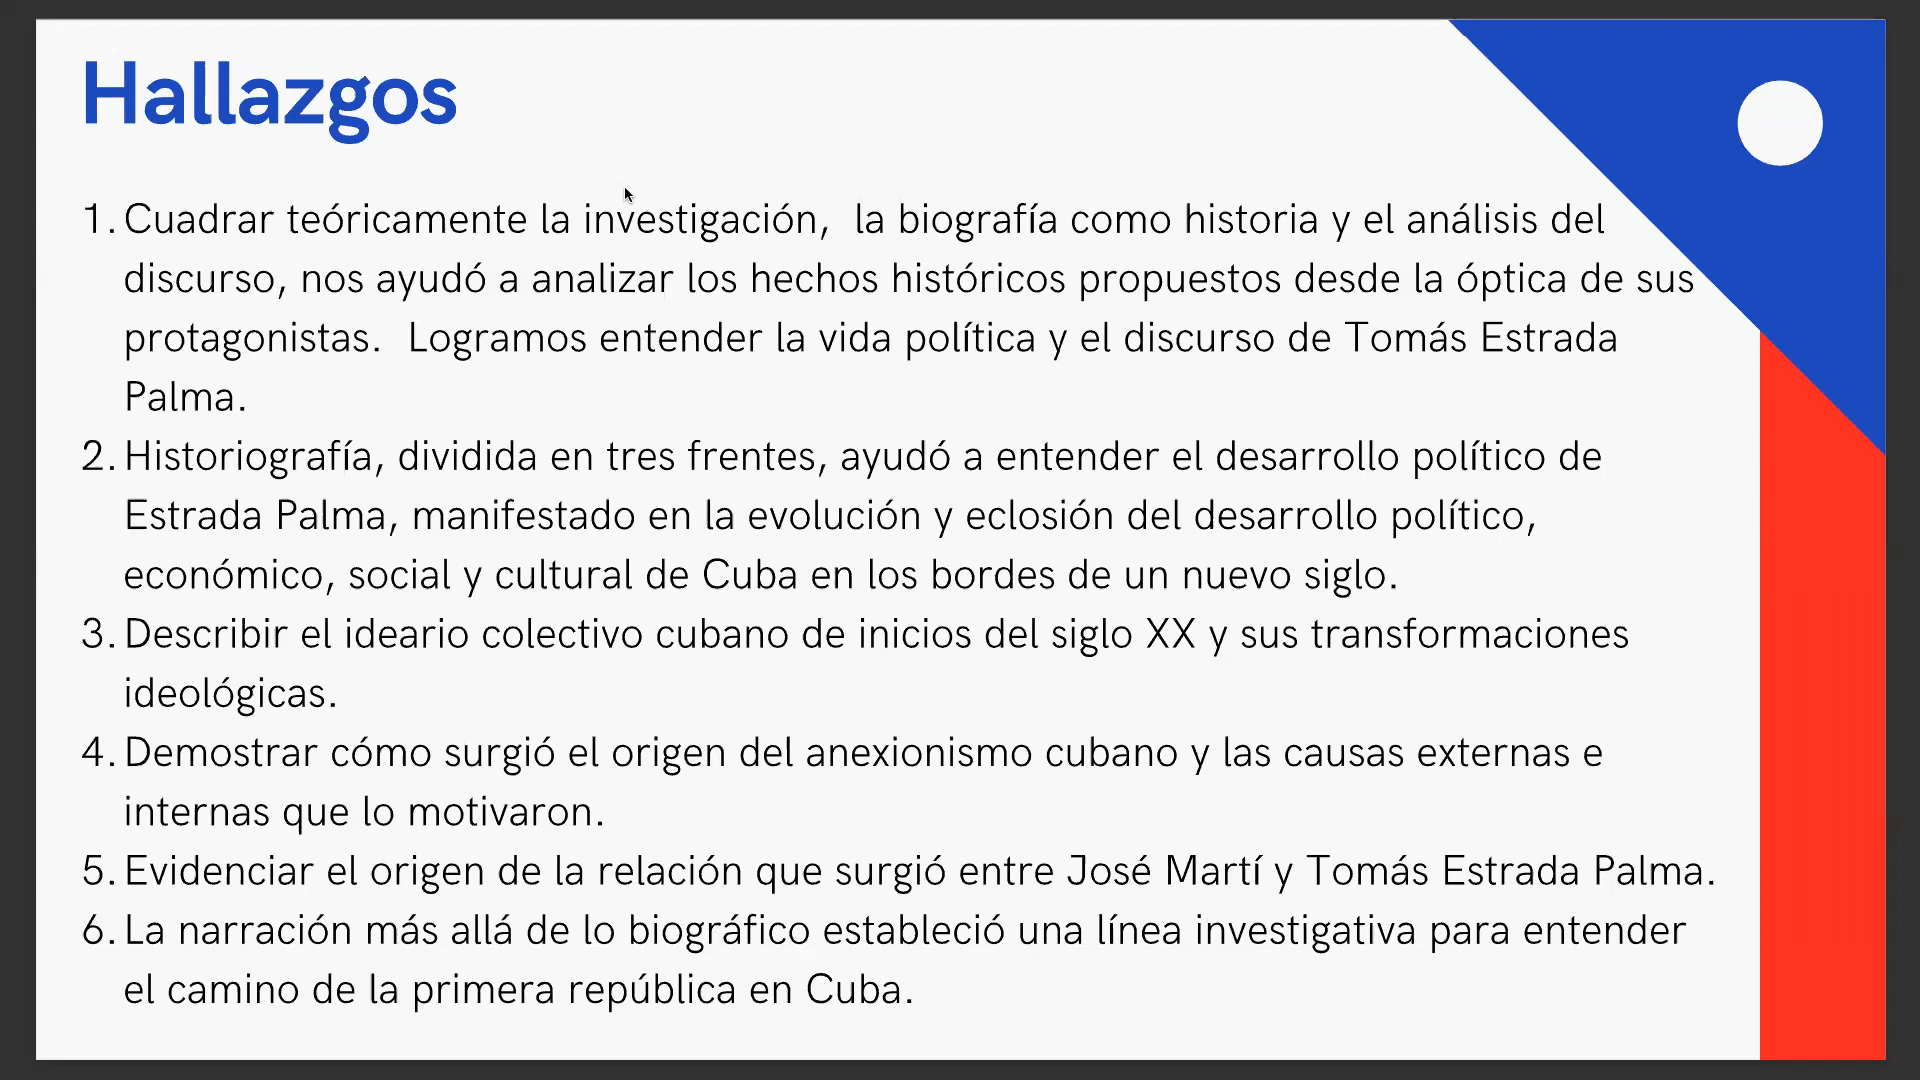 Hallazgos
1. Cuadrar teóricamente la investigación,  la biografía como historia y el análisis del
discurso, nos ayudó a analizar los hechos históricos propuestos desde la óptica de sus
protagonistas.  Logramos entender la vida política y el discurso de Tomás Estrada
Palma.
2. Historiografía, dividida en tres frentes, ayudó a entender el desarrollo político de
Estrada Palma, manifestado en la evolución y eclosión del desarrollo político,
económico, social y cultural de Cuba en los bordes de un nuevo siglo.
3. Describir el ideario colectivo cubano de inicios del siglo XX y sus transformaciones
ideológicas.
4. Demostrar cómo surgió el origen del anexionismo cubano y las causas externas e
internas que lo motivaron.
5. Evidenciar el origen de la relación que surgió entre José Martí y Tomás Estrada Palma.
6. La narración más allá de lo biográfico estableció una línea investigativa para entender
el camino de la primera república en Cuba.